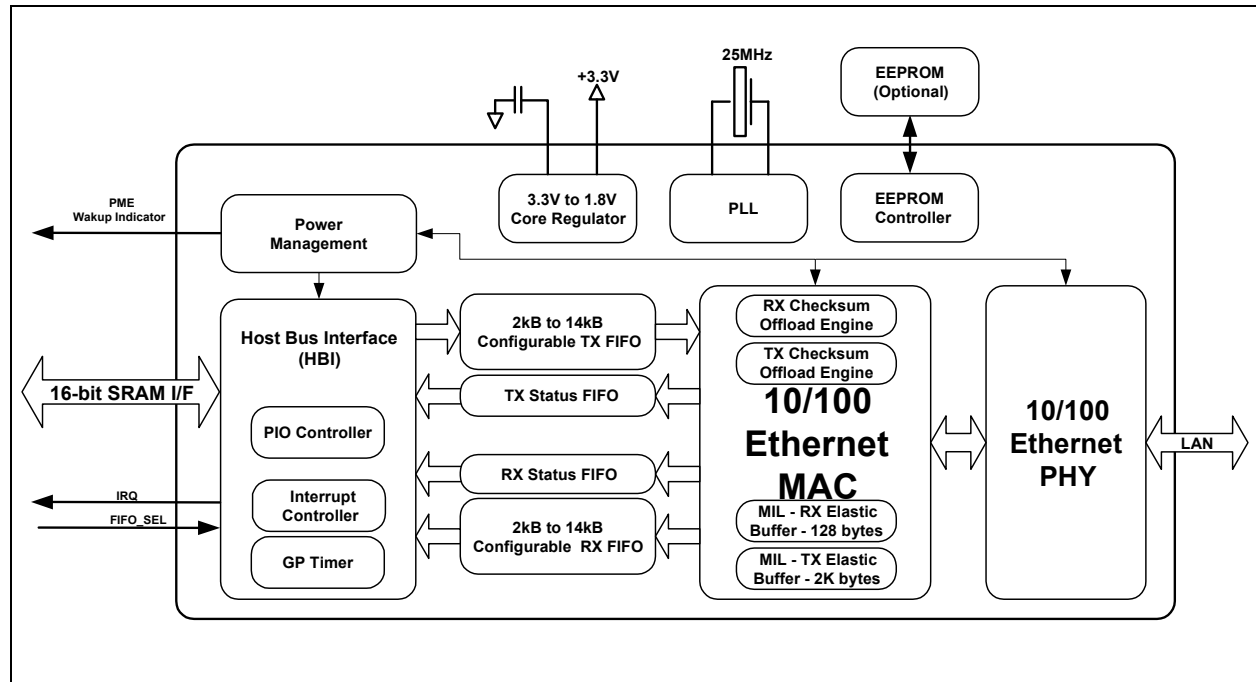 25MHz
+3.3V
EEPROM
(Optional)
3.3V to 1.8V
Core Regulator
PLL
EEPROM
Controller
PME
Wakup Indicator
Power
Management
Host Bus Interface
(HBI)
2kB to 14kB
Configurable TX FIFO
RX Checksum
Offload Engine
TX Checksum
Offload Engine
16-bit SRAM I/F
TX Status FIFO
10/100
Ethernet
MAC
10/100
Ethernet
PHY
LAN
PIO Controller
RX Status FIFO
IRQ
FIFO_SEL
Interrupt
Controller
GP Timer
2kB to 14kB
Configurable RX FIFO
MIL - RX Elastic
Buffer - 128 bytes
MIL - TX Elastic
Buffer - 2K bytes